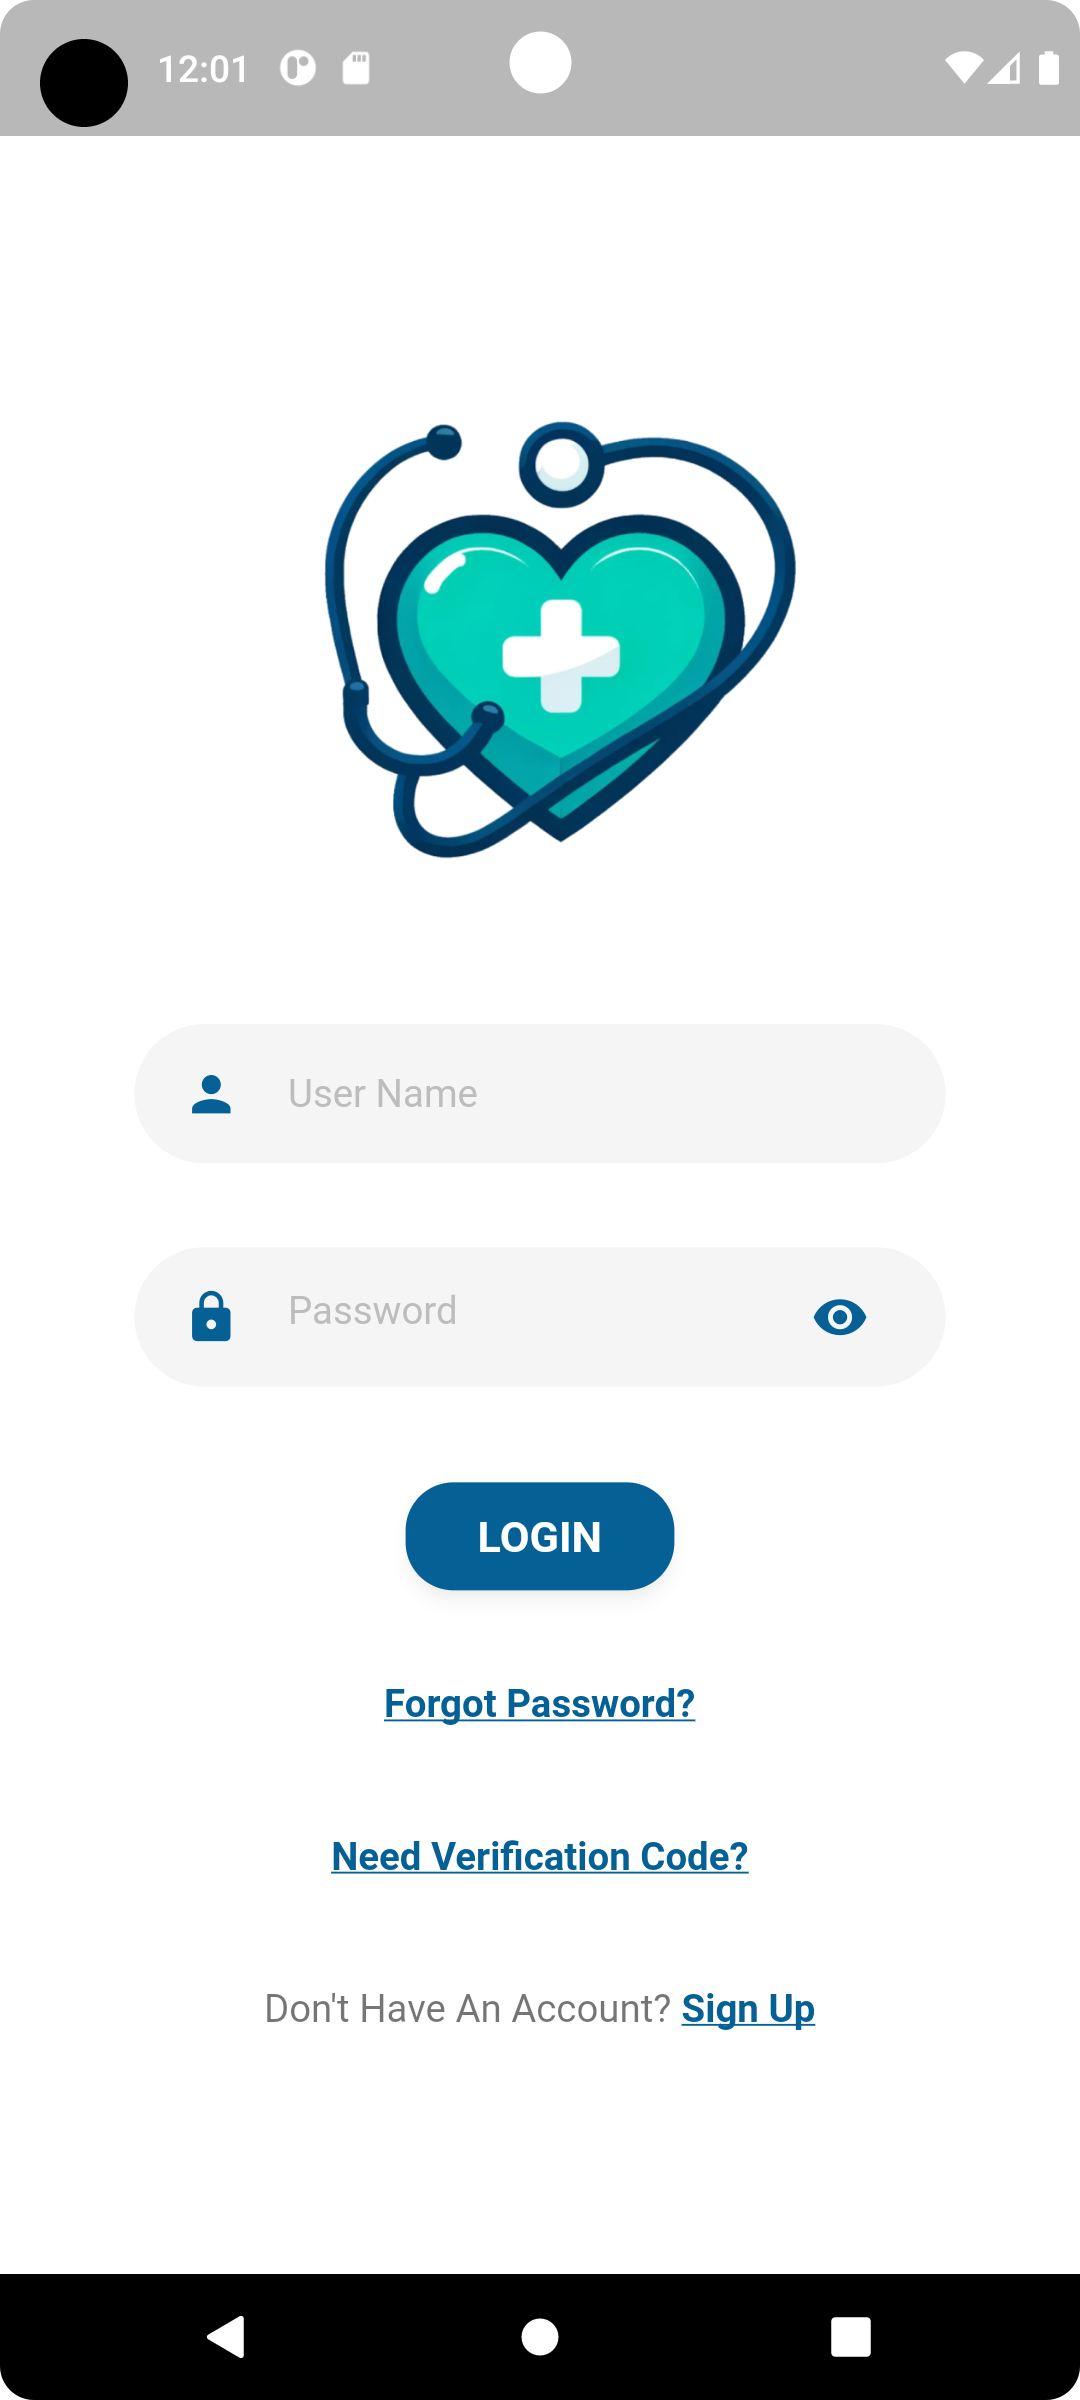 12:01
User Name
Password
LOGIN
Forgot Password?
Need Verification Code?
Don't Have An Account? Sign Up